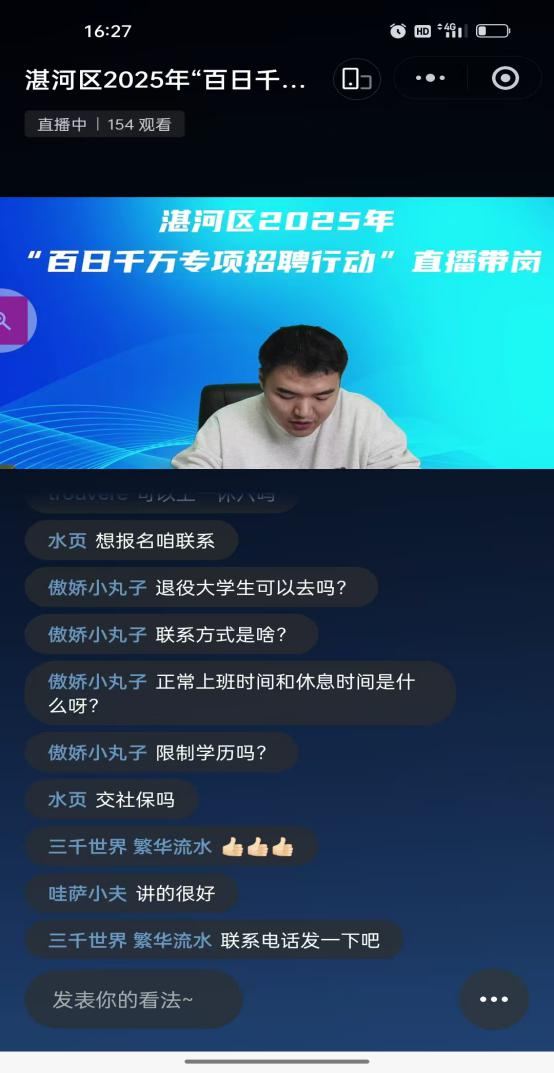 16:27
HD 4G
湛河区2025年“百日千...
直播中 | 154 观看
湛河区2025年
“百日千万专项招聘行动”直播带岗
水页 想报名咱联系
傲娇小丸子 退役大学生可以去吗?
傲娇小丸子 联系方式是啥?
傲娇小丸子 正常上班时间和休息时间是什
么呀?
傲娇小丸子 限制学历吗?
水页 交社保吗
三千世界 繁华流水 👍🏻👍🏻👍🏻
哇萨小夫 讲的很好
三千世界 繁华流水 联系电话发一下吧
发表你的看法~